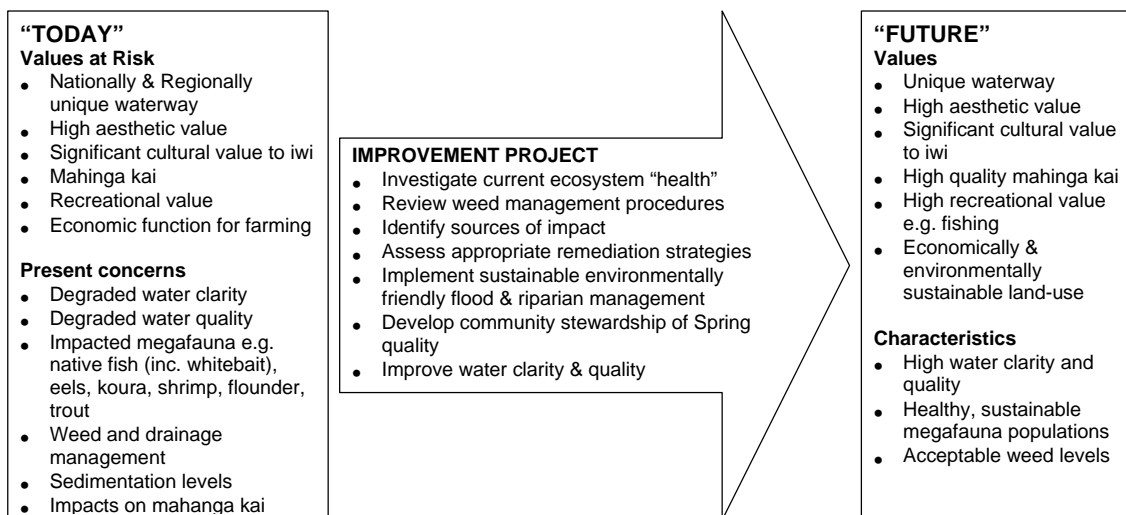 “TODAY”
Values at Risk
• Nationally & Regionally
unique waterway
• High aesthetic value
• Significant cultural value to iwi
• Mahinga kai
• Recreational value
• Economic function for farming
Present concerns
• Degraded water clarity
• Degraded water quality
• Impacted megafauna e.g.
native fish (inc. whitebait),
eels, koura, shrimp, flounder,
trout
• Weed and drainage
management
• Sedimentation levels
• Impacts on mahanga kai
IMPROVEMENT PROJECT
• Investigate current ecosystem “health”
• Review weed management procedures
• Identify sources of impact
• Assess appropriate remediation strategies
• Implement sustainable environmentally
friendly flood & riparian management
• Develop community stewardship of Spring
quality
• Improve water clarity & quality
“FUTURE”
Values
• Unique waterway
• High aesthetic value
• Significant cultural value
to iwi
• High quality mahinga kai
• High recreational value
e.g. fishing
• Economically &
environmentally
sustainable land-use
Characteristics
• High water clarity and
quality
• Healthy, sustainable
megafauna populations
• Acceptable weed levels